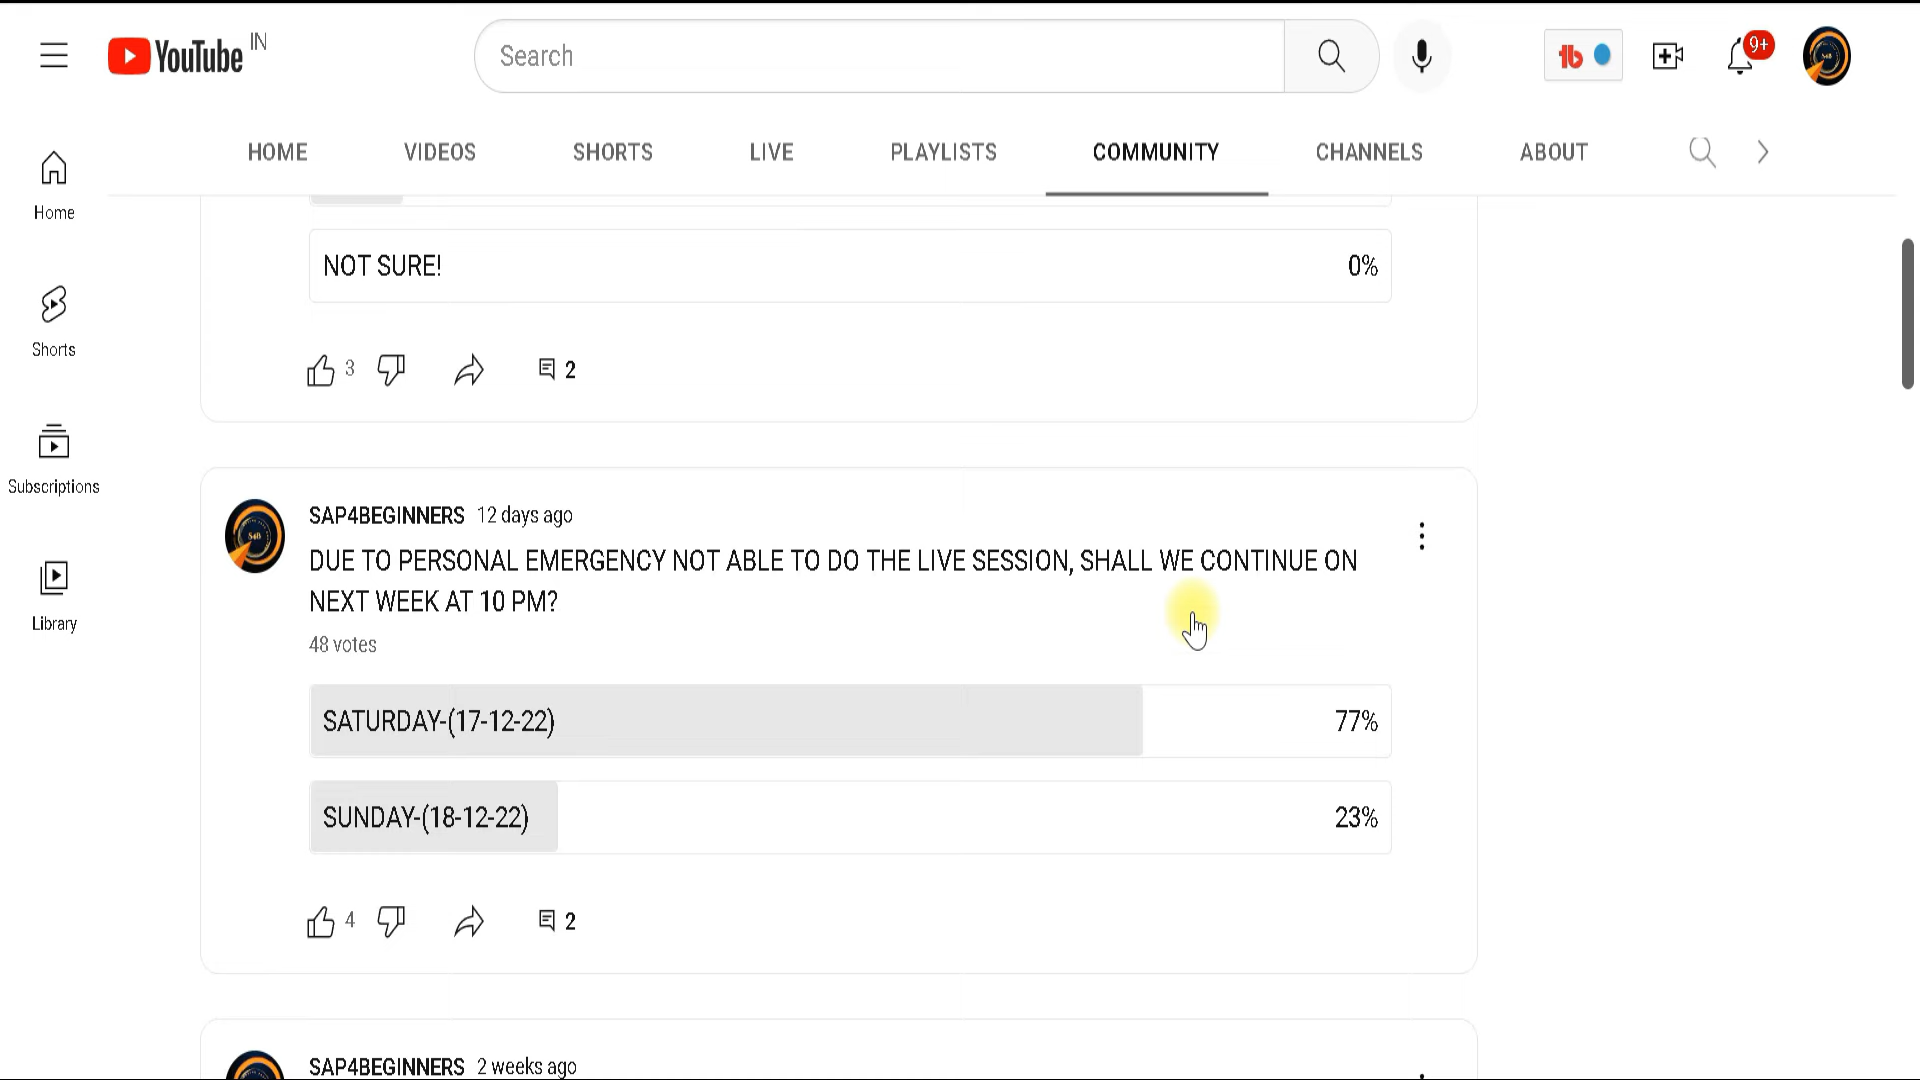 YouTube IN
Search
9+
HOME
VIDEOS
SHORTS
LIVE
PLAYLISTS
COMMUNITY
CHANNELS
ABOUT
Home
Shorts
Subscriptions
Library
NOT SURE! 0%
3
2
SAP4BEGINNERS 12 days ago
DUE TO PERSONAL EMERGENCY NOT ABLE TO DO THE LIVE SESSION, SHALL WE CONTINUE ON
NEXT WEEK AT 10 PM?
48 votes
SATURDAY-(17-12-22) 77%
SUNDAY-(18-12-22) 23%
4
2
SAP4BEGINNERS 2 weeks ago